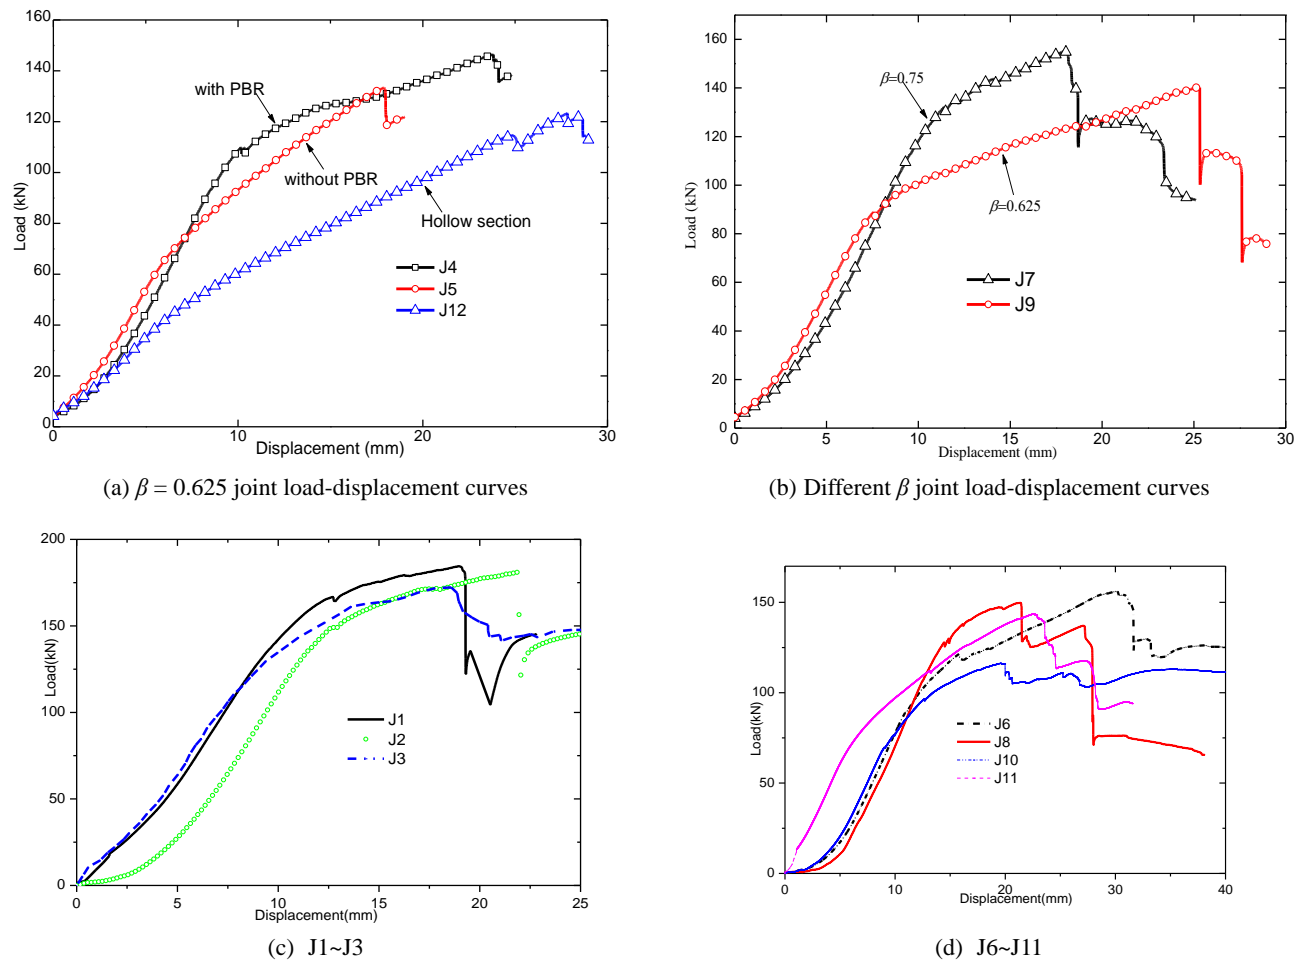 160
140
120
100
80
60
40
20
0
Load (kN)
with PBR
without PBR
Hollow section
J4
J5
J12
0 10 20 30
Displacement (mm)
(a) β = 0.625 joint load-displacement curves
160
140
120
100
80
60
40
20
0
Load (kN)
β=0.75
β=0.625
J7
J9
0 5 10 15 20 25 30
Displacement (mm)
(b) Different β joint load-displacement curves
200
150
100
50
0
Load(kN)
J1
J2
J3
0 5 10 15 20 25
Displacement(mm)
(c) J1~J3
150
100
50
0
Load(kN)
J6
J8
J10
J11
0 10 20 30 40
Displacement(mm)
(d) J6~J11